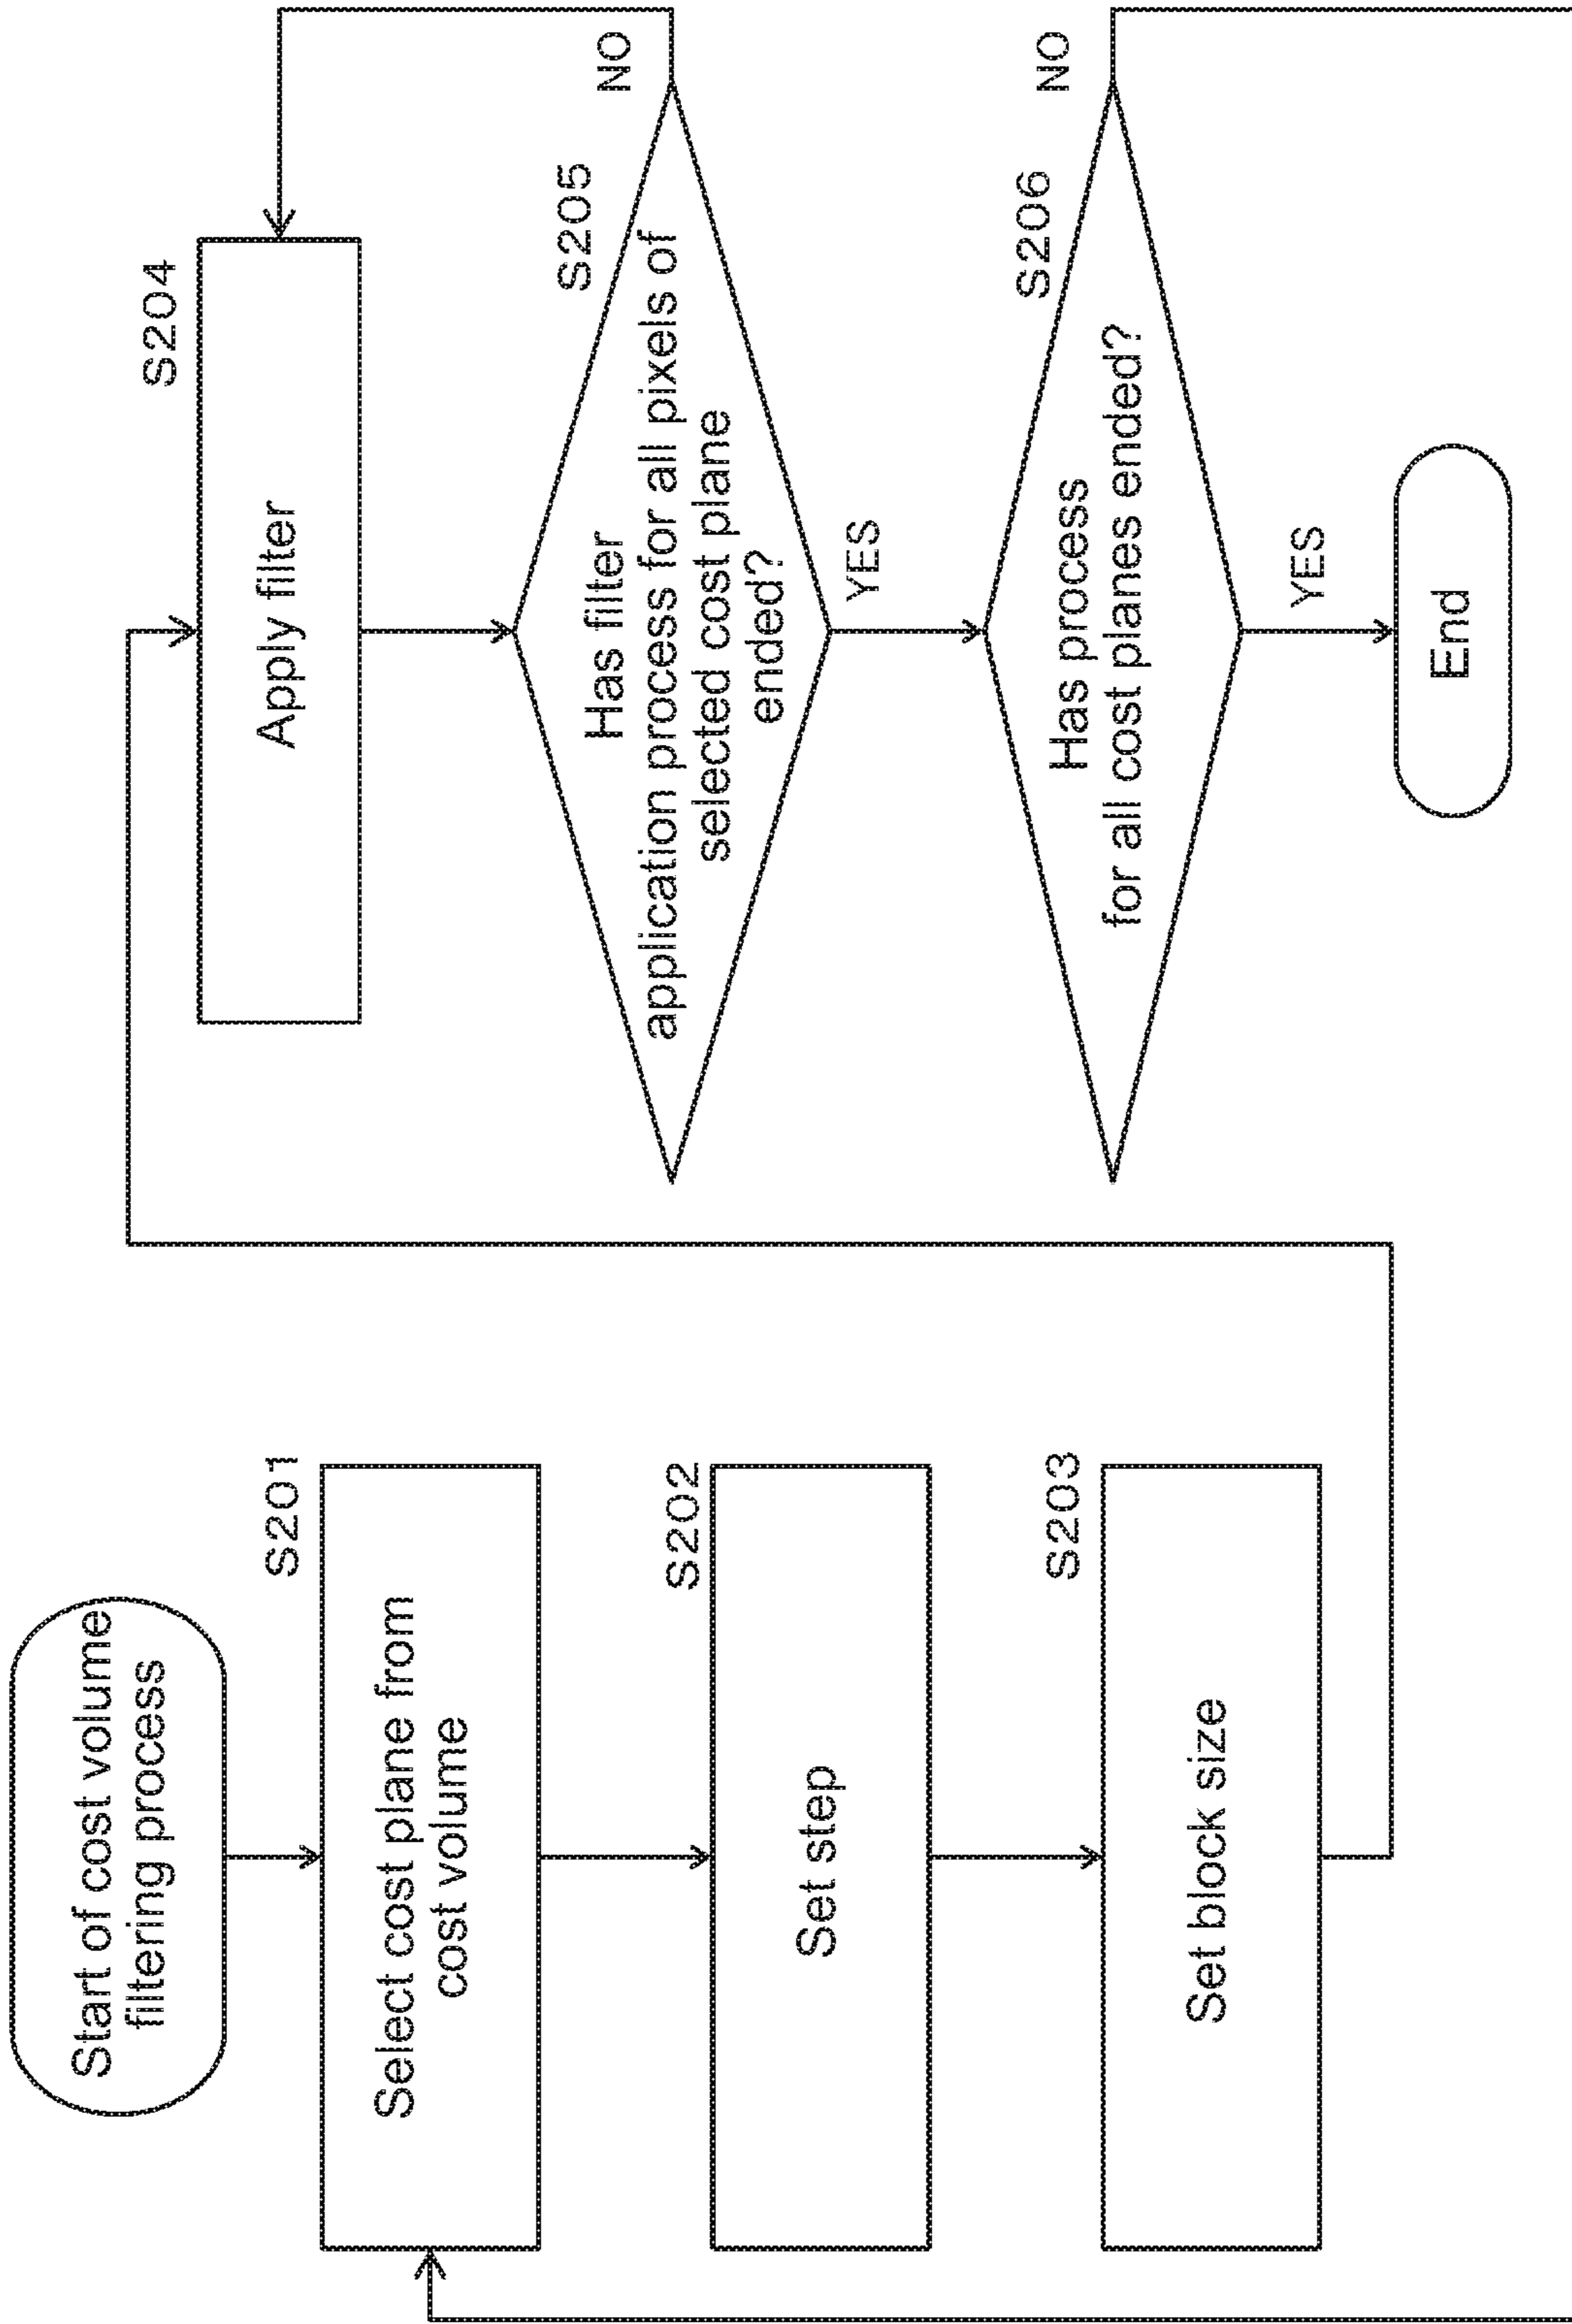 Start of cost volume
filtering process
S201
Select cost plane from
cost volume
S202
Set step
S203
Set block size
S204
Apply filter
S205
Has filter
application process for all pixels of
selected cost plane
ended?
NO
YES
S206
Has process
for all cost planes ended?
NO
YES
End